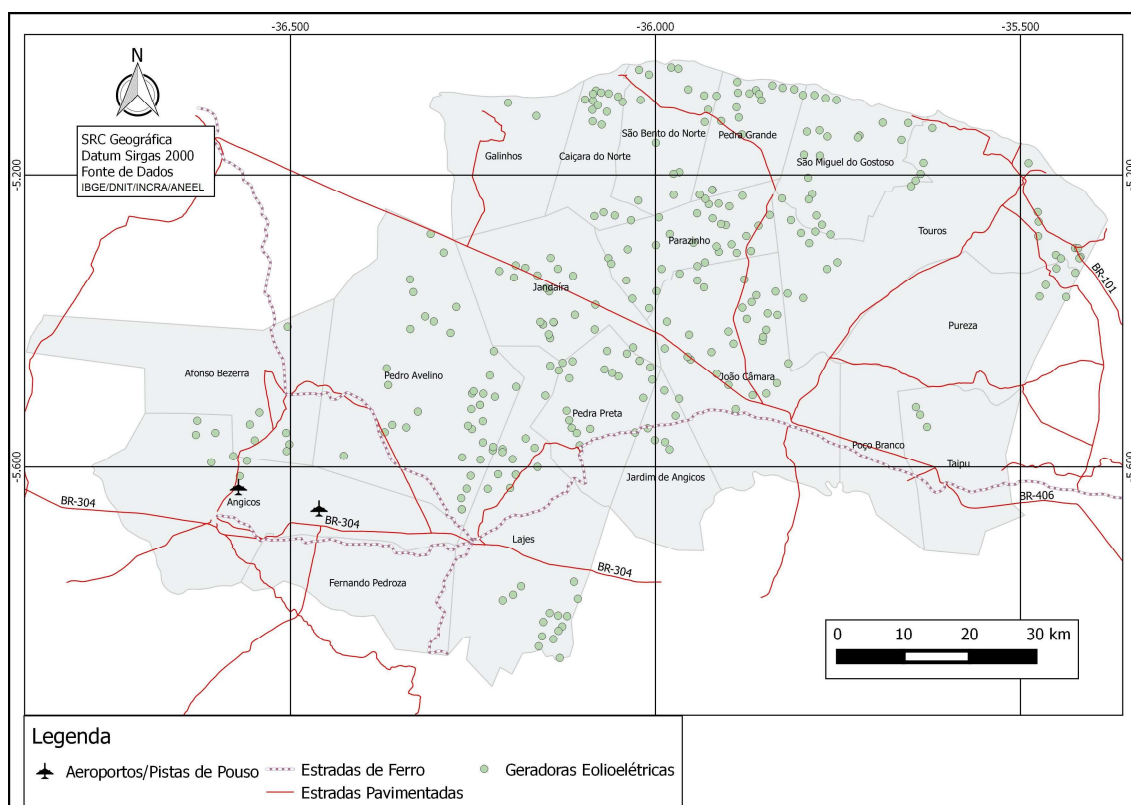 -36.500
-36.000
-35.500
N
SRC Geográfica
Datum Sirgas 2000
Fonte de Dados
IBGE/DNIT/INCRA/ANEEL
-5.200
-5.200
São Bento do Norte
Pedra Grande
Galinhos
Caiçara do Norte
São Miguel do Gostoso
Touros
Parazinho
BR-101
Jandaíra
Pureza
Afonso Bezerra
Pedro Avelino
João Câmara
Pedra Preta
Poço Branco
Taipu
-5.600
-5.600
Jardim de Angicos
BR-304
Angicos
BR-304
BR-406
Lajes
BR-304
Fernando Pedroza
0 10 20 30 km
Legenda
Aeroportos/Pistas de Pouso
Estradas de Ferro
Geradoras Eolioelétricas
Estradas Pavimentadas